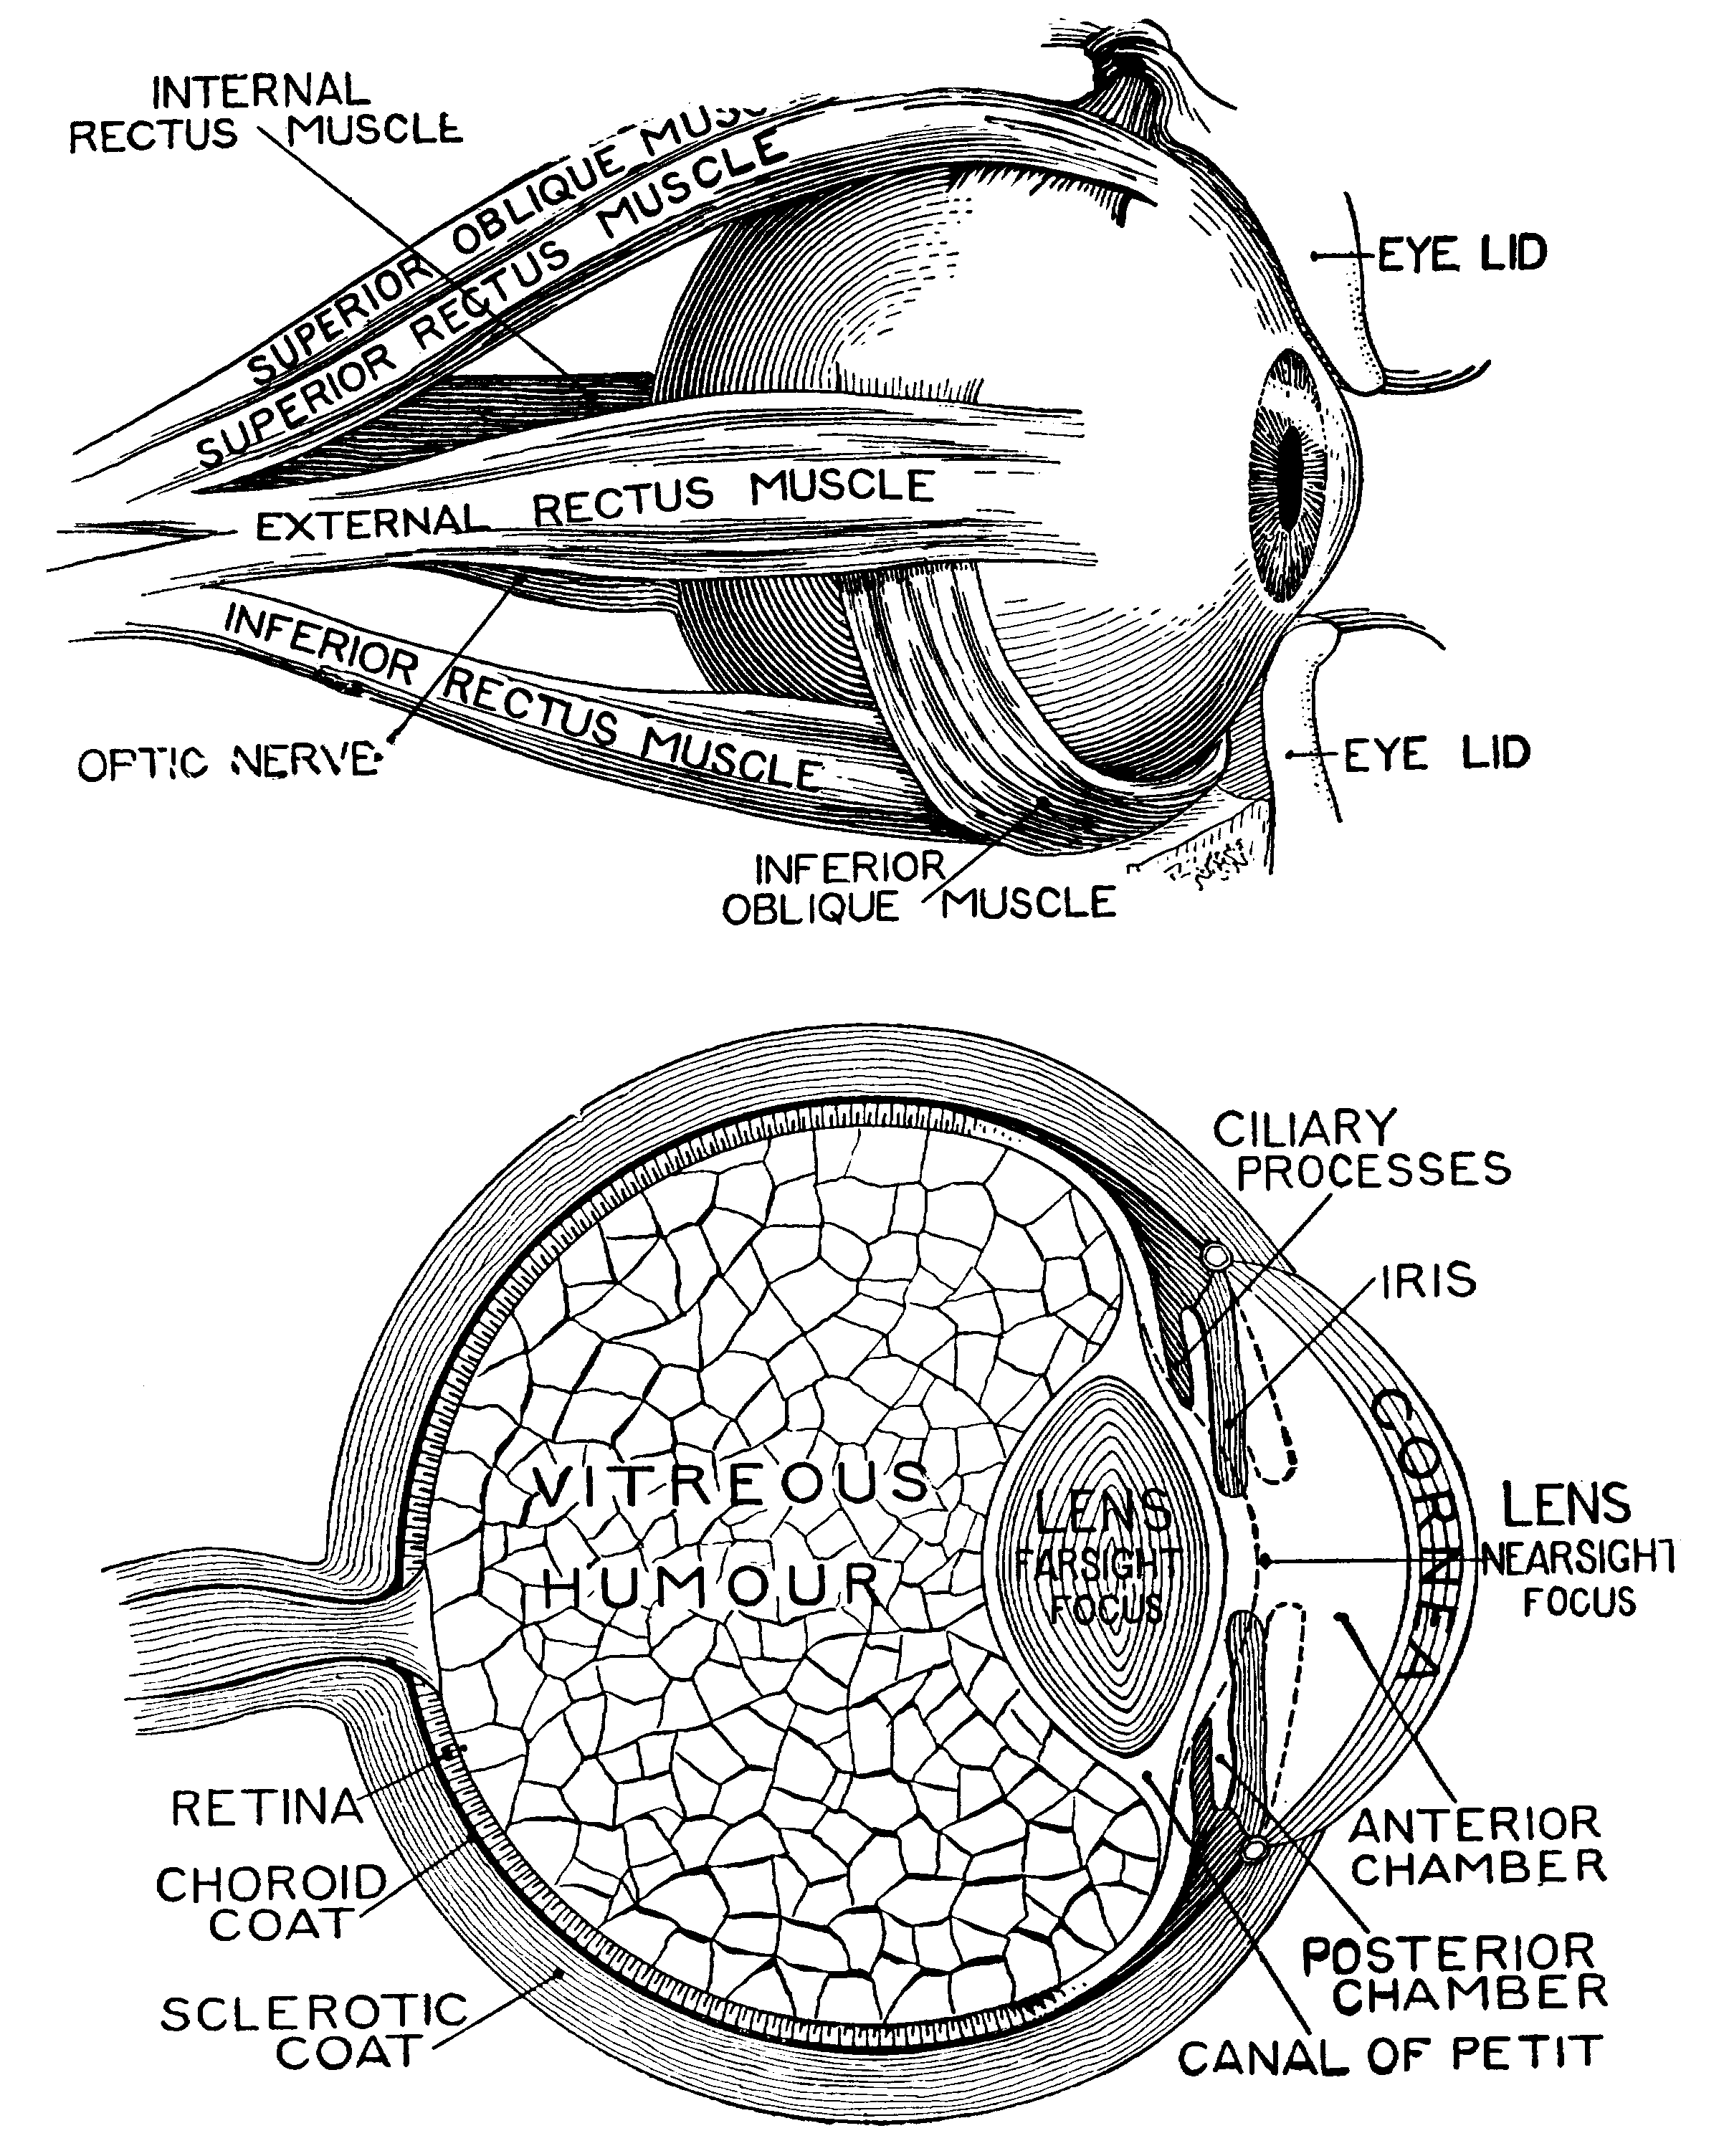 INTERNAL
RECTUS MUSCLE
SUPERIOR OBLIQUE
SUPERIOR RECTUS MUSCLE
EYE LID
EXTERNAL RECTUS MUSCLE
INFERIOR RECTUS MUSCLE
OPTIC NERVE
EYE LID
INFERIOR
OBLIQUE MUSCLE
CILIARY
PROCESSES
IRIS
CORNEA
VITREOUS
HUMOUR
LENS
FARSIGHT
FOCUS
LENS
NEARSIGHT
FOCUS
RETINA
CHOROID
COAT
SCLEROTIC
COAT
ANTERIOR
CHAMBER
POSTERIOR
CHAMBER
CANAL OF PETIT